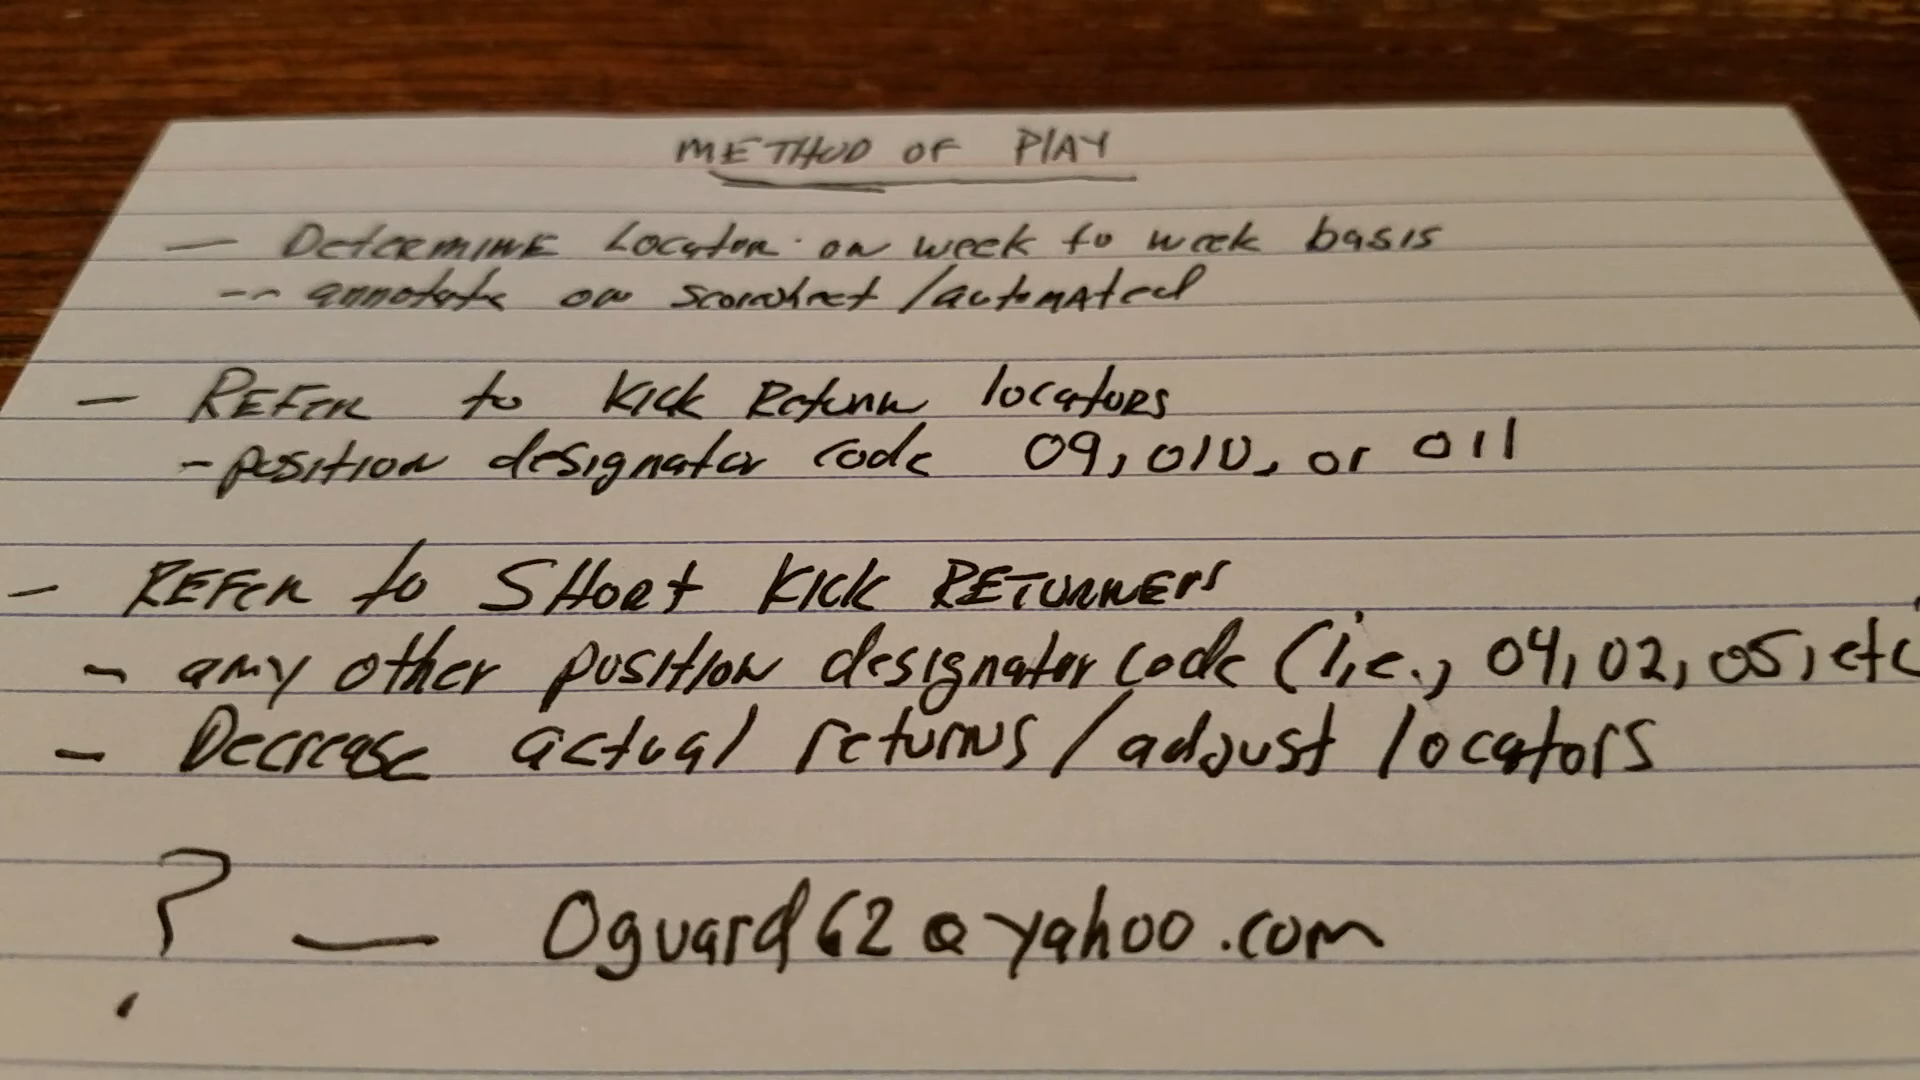 METHOD OF PLAY
— DETERMINE Locator on week to week basis
-- annotate on scoresheet/automated
— REFER to KICK Return locators
- position designator code 09, 010, or 011
- REFER to SHort KICK RETURNERS
- any other position designator code (i.e., 04, 02, 05, etc
- Decrease actual returns/adjust locators
? — Oguard62@yahoo.com